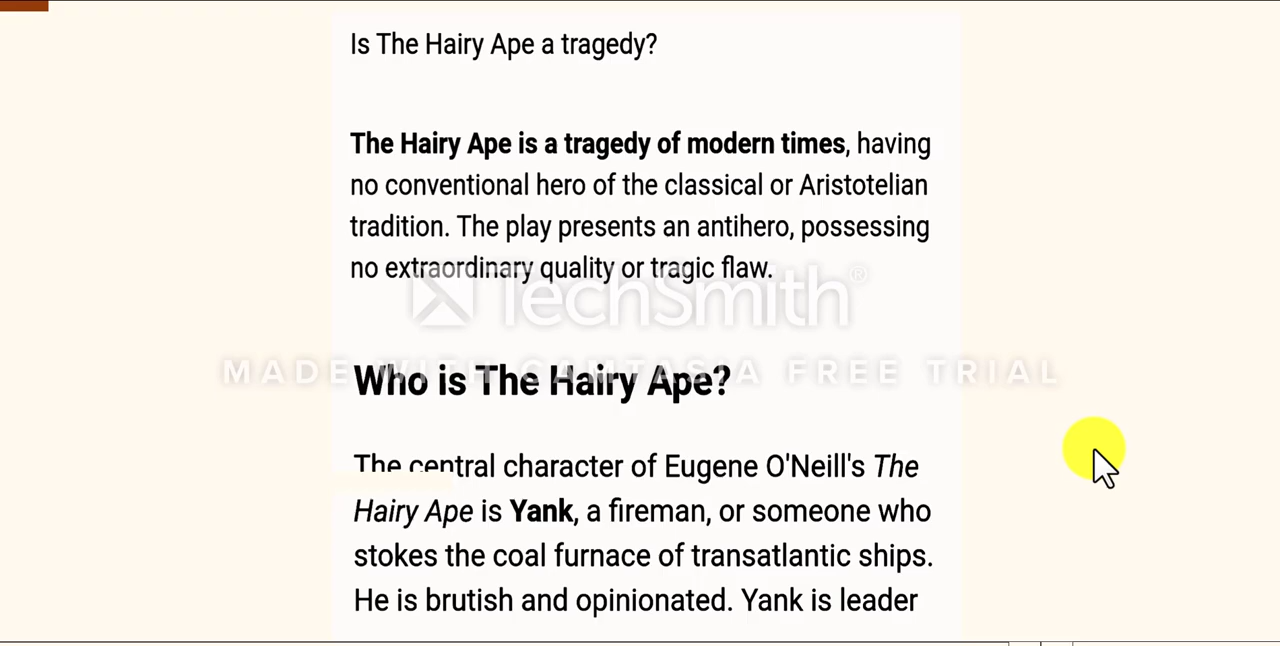 Is The Hairy Ape a tragedy?
The Hairy Ape is a tragedy of modern times, having
no conventional hero of the classical or Aristotelian
tradition. The play presents an antihero, possessing
no extraordinary quality or tragic flaw.
TechSmith®
MADE WITH CAMTASIA FREE TRIAL
Who is The Hairy Ape?
The central character of Eugene O'Neill's The
Hairy Ape is Yank, a fireman, or someone who
stokes the coal furnace of transatlantic ships.
He is brutish and opinionated. Yank is leader